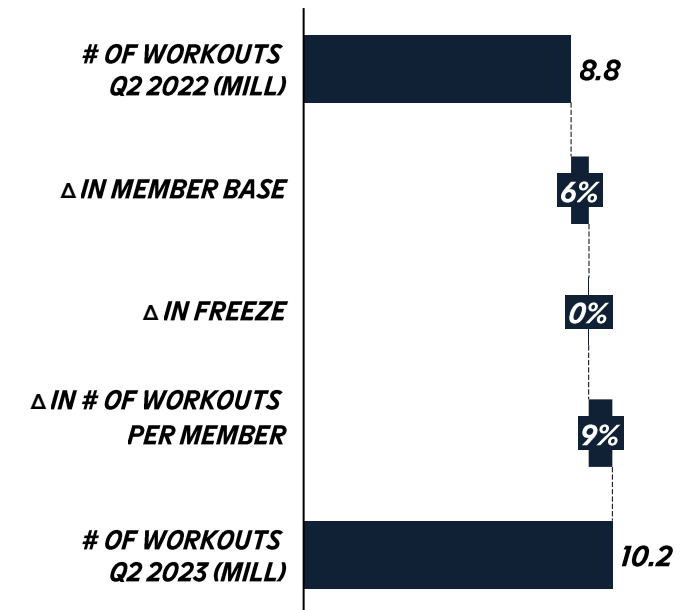 # OF WORKOUTS
Q2 2022 (MILL)
8.8
Δ IN MEMBER BASE
6%
Δ IN FREEZE
0%
Δ IN # OF WORKOUTS
PER MEMBER
9%
# OF WORKOUTS
Q2 2023 (MILL)
10.2